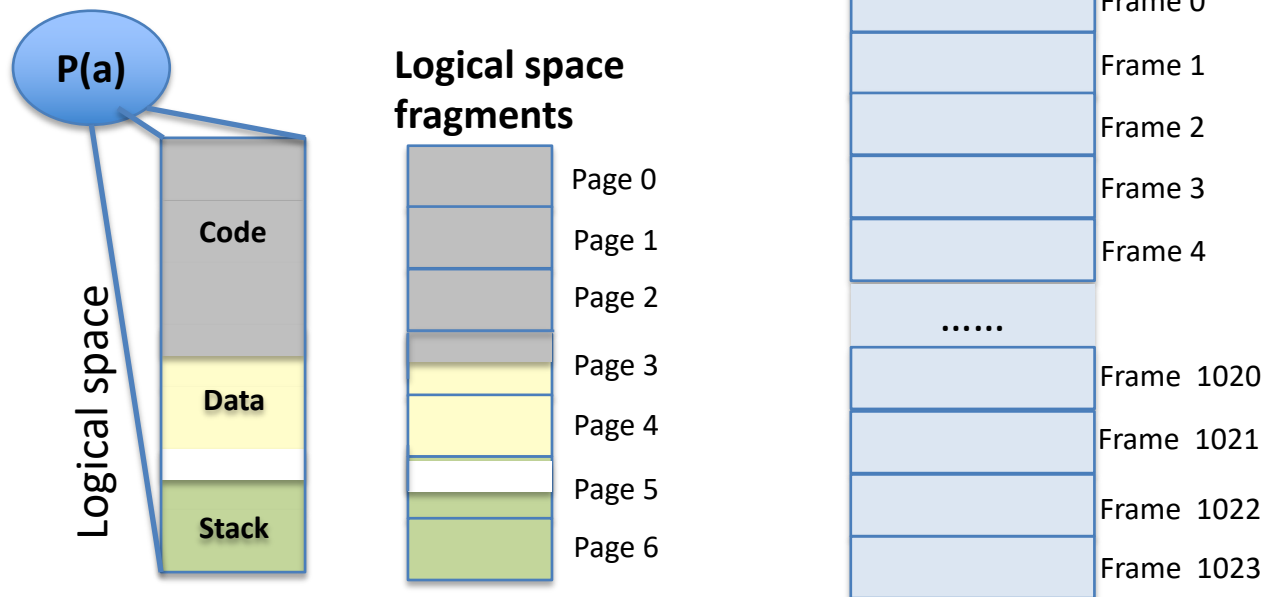 P(a)
Logical space
Code
Data
Stack
Logical space
fragments
Page 0
Page 1
Page 2
Page 3
Page 4
Page 5
Page 6
Frame 0
Frame 1
Frame 2
Frame 3
Frame 4
......
Frame 1020
Frame 1021
Frame 1022
Frame 1023